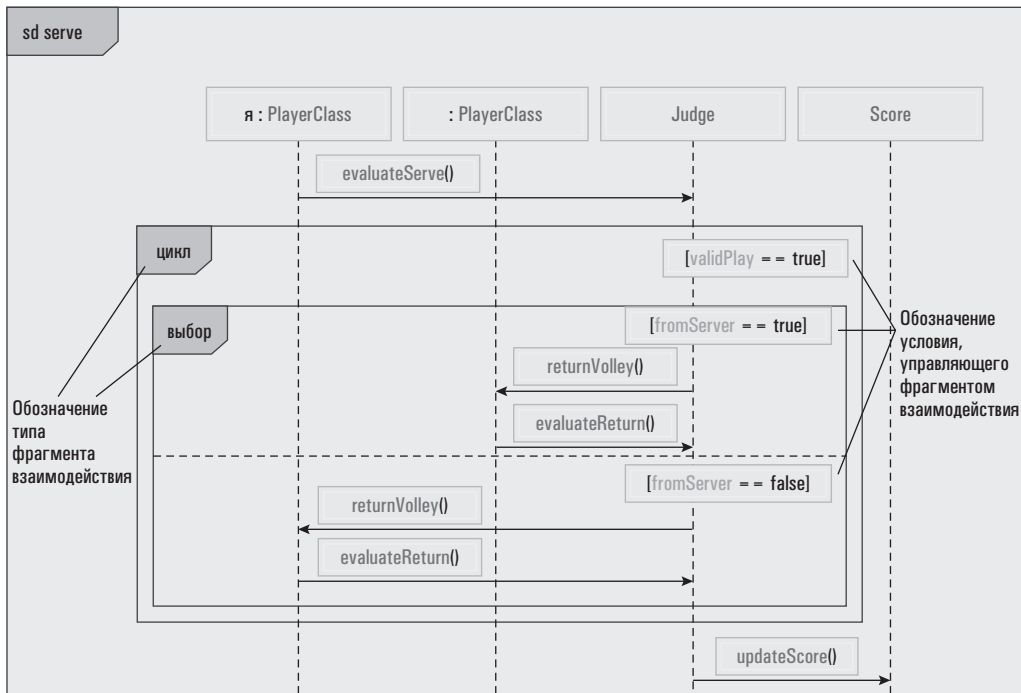 sd serve
я : PlayerClass
: PlayerClass
Judge
Score
evaluateServe()
цикл
[validPlay == true]
выбор
[fromServer == true]
returnVolley()
evaluateReturn()
[fromServer == false]
returnVolley()
evaluateReturn()
updateScore()
Обозначение
типа
фрагмента
взаимодействия
Обозначение
условия,
управляющего
фрагментом
взаимодействия